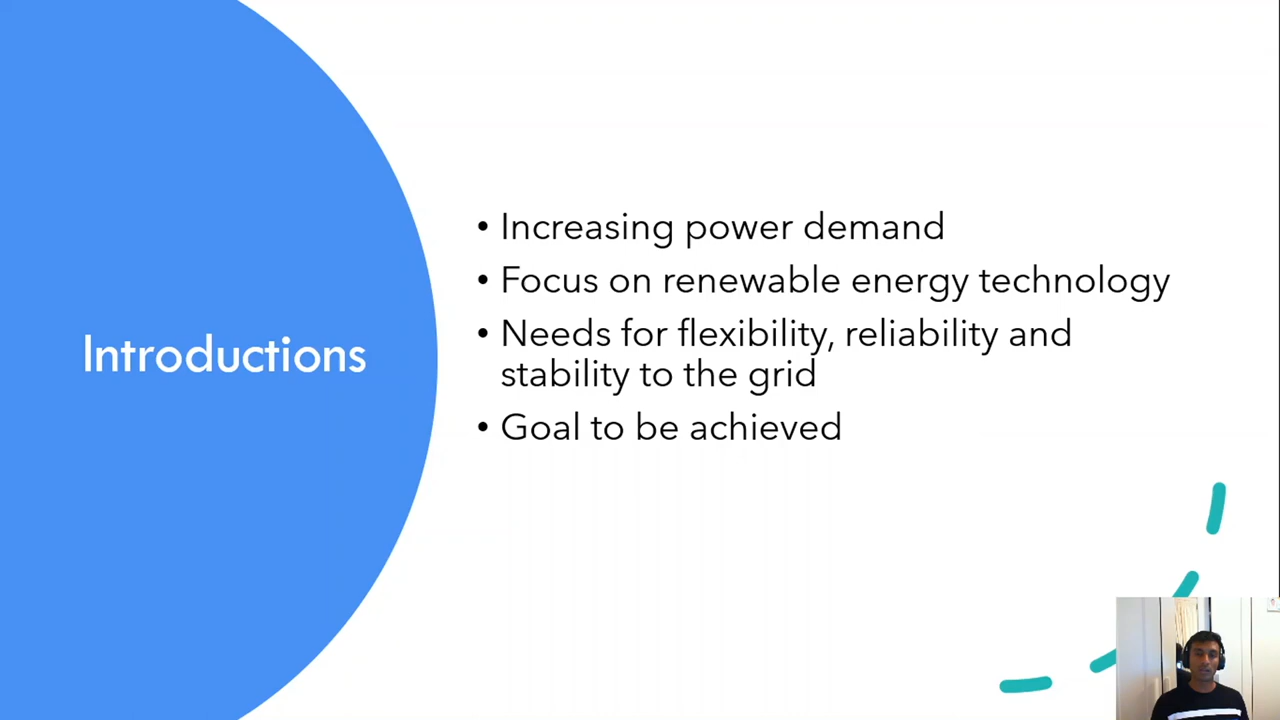 Introductions
• Increasing power demand
• Focus on renewable energy technology
• Needs for flexibility, reliability and
stability to the grid
• Goal to be achieved